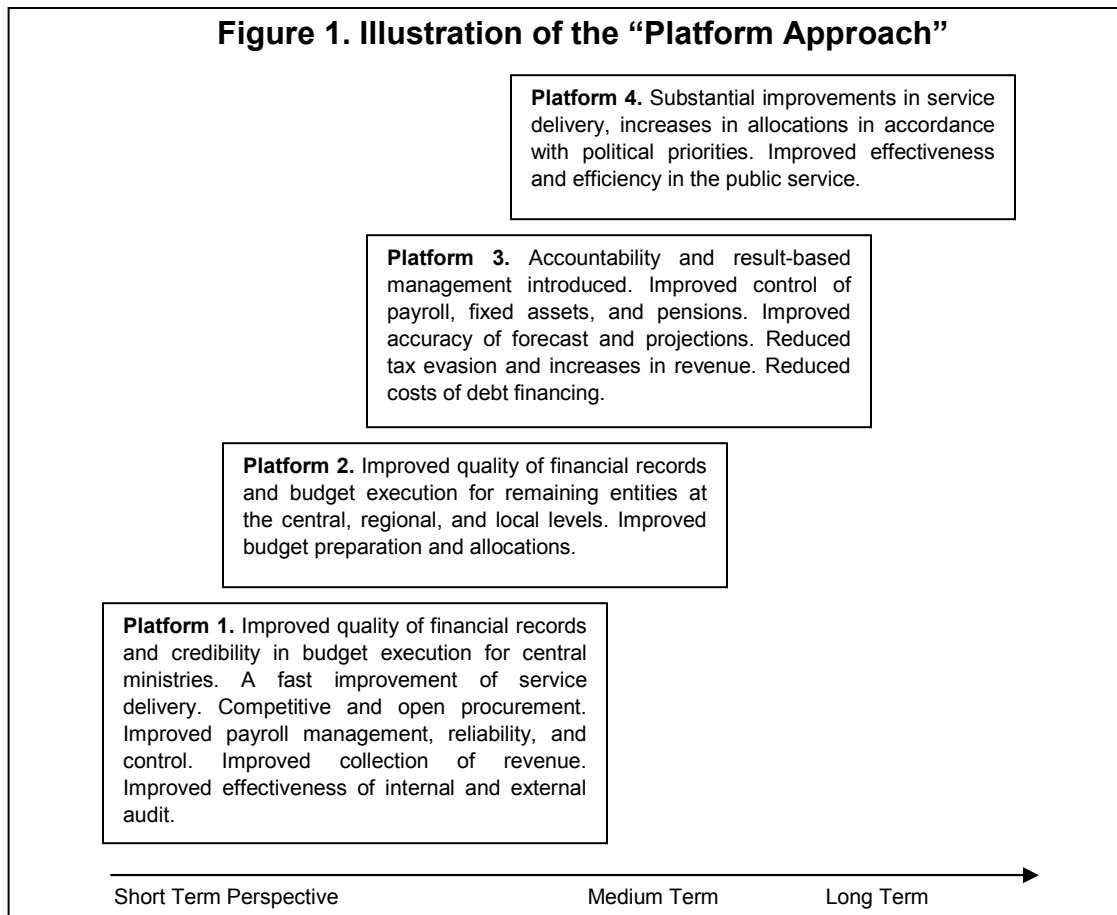 Figure 1. Illustration of the “Platform Approach”
Platform 4. Substantial improvements in service
delivery, increases in allocations in accordance
with political priorities. Improved effectiveness
and efficiency in the public service.
Platform 3. Accountability and result-based
management introduced. Improved control of
payroll, fixed assets, and pensions. Improved
accuracy of forecast and projections. Reduced
tax evasion and increases in revenue. Reduced
costs of debt financing.
Platform 2. Improved quality of financial records
and budget execution for remaining entities at
the central, regional, and local levels. Improved
budget preparation and allocations.
Platform 1. Improved quality of financial records
and credibility in budget execution for central
ministries. A fast improvement of service
delivery. Competitive and open procurement.
Improved payroll management, reliability, and
control. Improved collection of revenue.
Improved effectiveness of internal and external
audit.
Short Term Perspective Medium Term Long Term